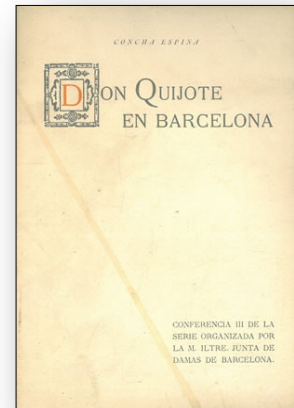 CONCHA ESPINA
DON QUIJOTE
EN BARCELONA
CONFERENCIA III DE LA
SERIE ORGANIZADA POR
LA M. ILTRE. JUNTA DE
DAMAS DE BARCELONA.